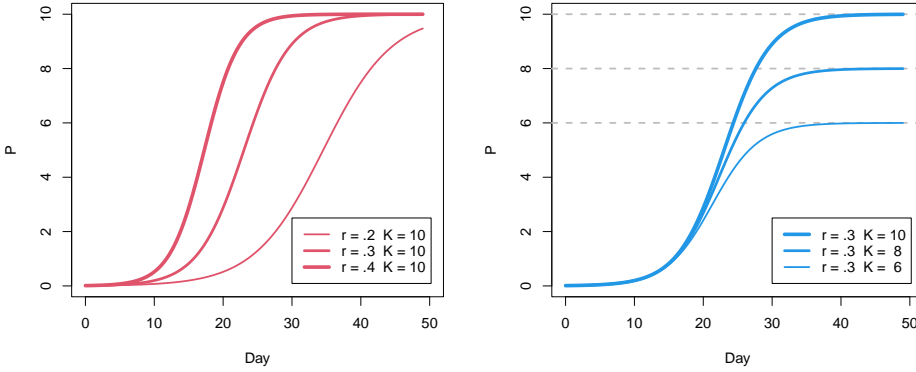 0 2 4 6 8 10
P
0 10 20 30 40 50
Day
r = .2 K = 10
r = .3 K = 10
r = .4 K = 10
0 2 4 6 8 10
P
0 10 20 30 40 50
Day
r = .3 K = 10
r = .3 K = 8
r = .3 K = 6